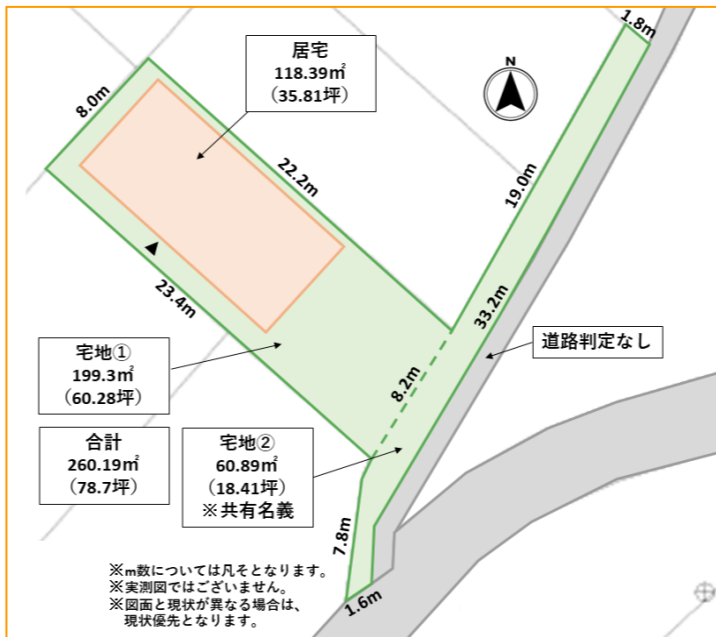 1.8m
居宅
118.39㎡
（35.81坪）
N
8.0m
22.2m
19.0m
23.4m
33.2m
道路判定なし
宅地①
199.3㎡
（60.28坪）
8.2m
合計
260.19㎡
（78.7坪）
宅地②
60.89㎡
（18.41坪）
※共有名義
7.8m
1.6m
※m数については凡そとなります。
※実測図ではございません。
※図面と現状が異なる場合は、
現状優先となります。